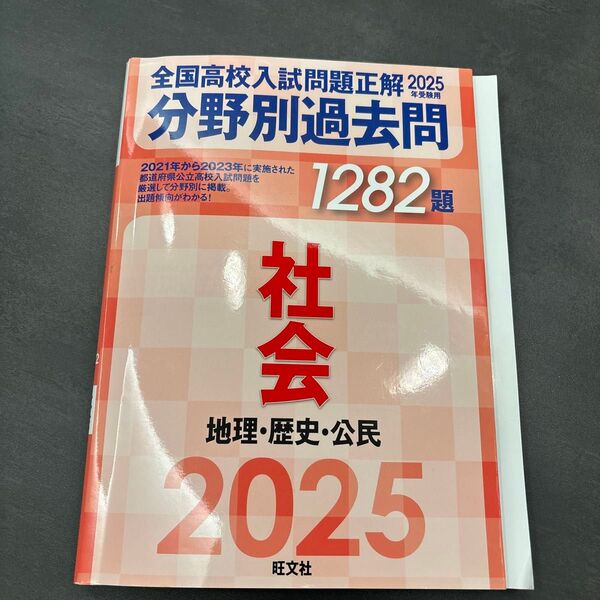 全国高校入試問題正解 2025
年受験用
分野別過去問
2021年から2023年に実施された
都道府県公立高校入試問題を
厳選して分野別に掲載。
出題傾向がわかる!
1282題
社会
地理・歴史・公民
2025
旺文社